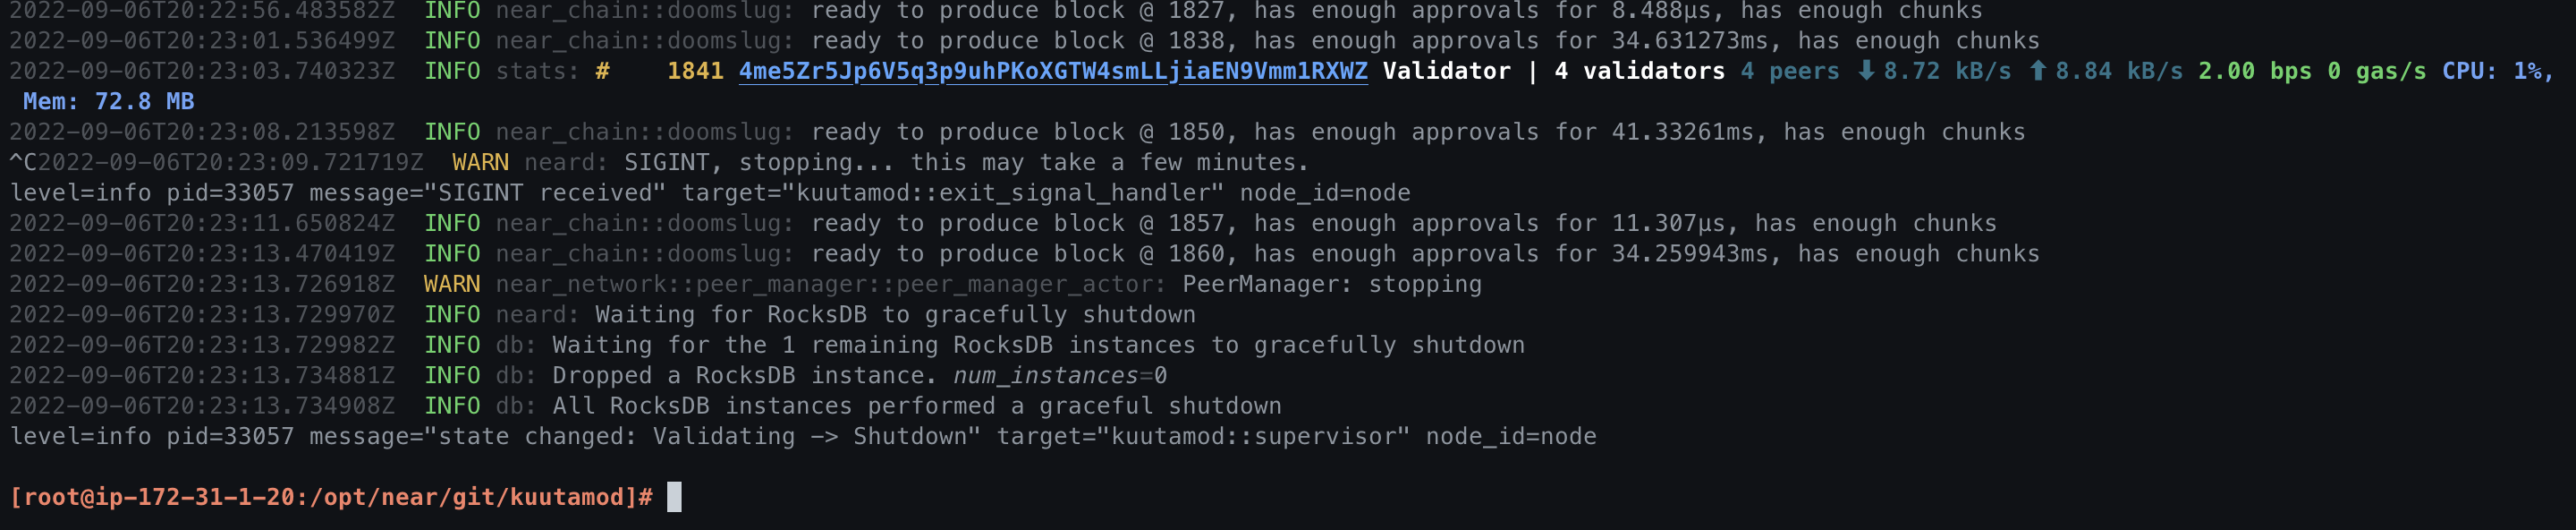 2022-09-06T20:22:56.483582Z  INFO near_chain::doomslug: ready to produce block @ 1827, has enough approvals for 8.488µs, has enough chunks
2022-09-06T20:23:01.536499Z  INFO near_chain::doomslug: ready to produce block @ 1838, has enough approvals for 34.631273ms, has enough chunks
2022-09-06T20:23:03.740323Z  INFO stats: #    1841 4me5Zr5Jp6V5q3p9uhPKoXGTW4smLLjiaEN9Vmm1RXWZ Validator | 4 validators 4 peers ⬇ 8.72 kB/s ⬆ 8.84 kB/s 2.00 bps 0 gas/s CPU: 1%,
 Mem: 72.8 MB
2022-09-06T20:23:08.213598Z  INFO near_chain::doomslug: ready to produce block @ 1850, has enough approvals for 41.33261ms, has enough chunks
^C2022-09-06T20:23:09.721719Z  WARN neard: SIGINT, stopping... this may take a few minutes.
level=info pid=33057 message="SIGINT received" target="kuutamod::exit_signal_handler" node_id=node
2022-09-06T20:23:11.650824Z  INFO near_chain::doomslug: ready to produce block @ 1857, has enough approvals for 11.307µs, has enough chunks
2022-09-06T20:23:13.470419Z  INFO near_chain::doomslug: ready to produce block @ 1860, has enough approvals for 34.259943ms, has enough chunks
2022-09-06T20:23:13.726918Z  WARN near_network::peer_manager::peer_manager_actor: PeerManager: stopping
2022-09-06T20:23:13.729970Z  INFO neard: Waiting for RocksDB to gracefully shutdown
2022-09-06T20:23:13.729982Z  INFO db: Waiting for the 1 remaining RocksDB instances to gracefully shutdown
2022-09-06T20:23:13.734881Z  INFO db: Dropped a RocksDB instance. num_instances=0
2022-09-06T20:23:13.734908Z  INFO db: All RocksDB instances performed a graceful shutdown
level=info pid=33057 message="state changed: Validating -> Shutdown" target="kuutamod::supervisor" node_id=node
[root@ip-172-31-1-20:/opt/near/git/kuutamod]#